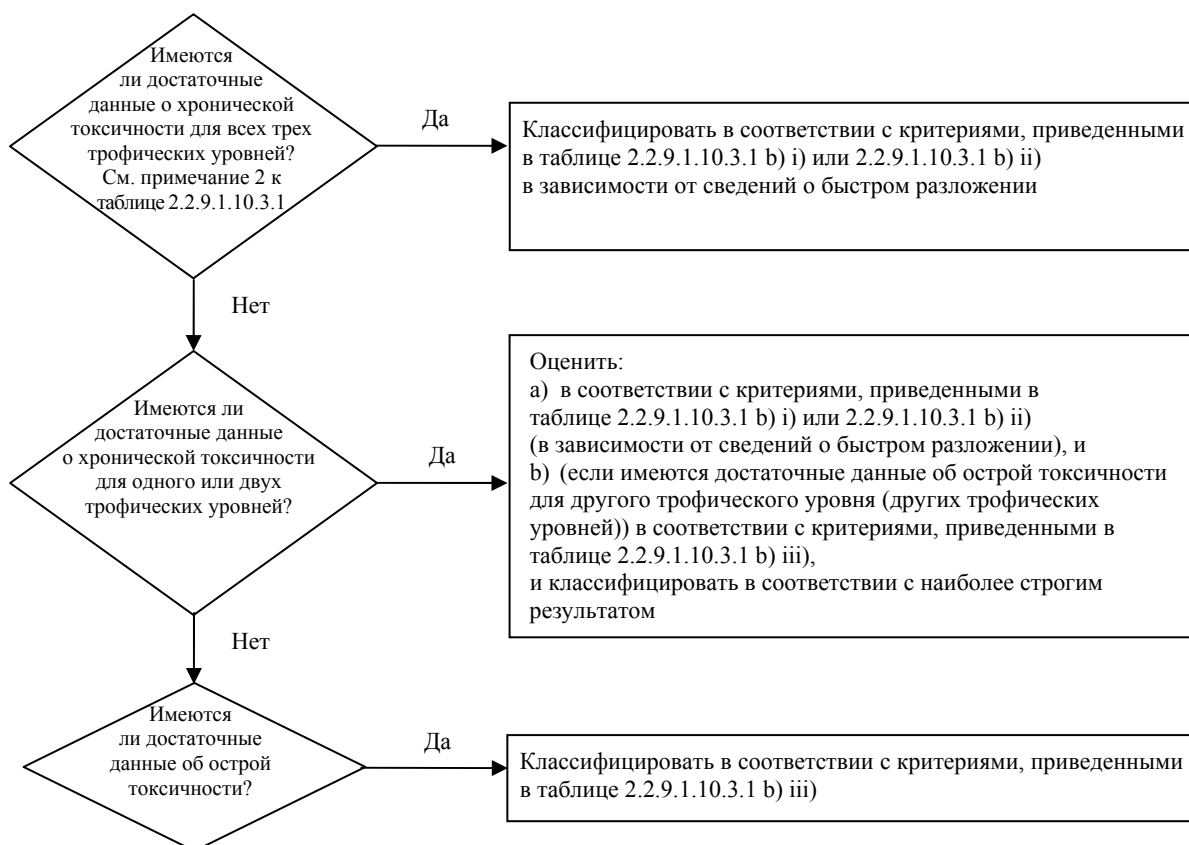 Имеются
ли достаточные
данные о хронической
токсичности для всех трех
трофических уровней?
См. примечание 2 к
таблице 2.2.9.1.10.3.1
Да
Классифицировать в соответствии с критериями, приведенными
в таблице 2.2.9.1.10.3.1 b) i) или 2.2.9.1.10.3.1 b) ii)
в зависимости от сведений о быстром разложении
Нет
Имеются ли
достаточные данные
о хронической токсичности
для одного или двух
трофических уровней?
Да
Оценить:
a) в соответствии с критериями, приведенными в
таблице 2.2.9.1.10.3.1 b) i) или 2.2.9.1.10.3.1 b) ii)
(в зависимости от сведений о быстром разложении), и
b) (если имеются достаточные данные об острой токсичности
для другого трофического уровня (других трофических
уровней)) в соответствии с критериями, приведенными в
таблице 2.2.9.1.10.3.1 b) iii),
и классифицировать в соответствии с наиболее строгим
результатом
Нет
Имеются
ли достаточные
данные об острой
токсичности?
Да
Классифицировать в соответствии с критериями, приведенными
в таблице 2.2.9.1.10.3.1 b) iii)